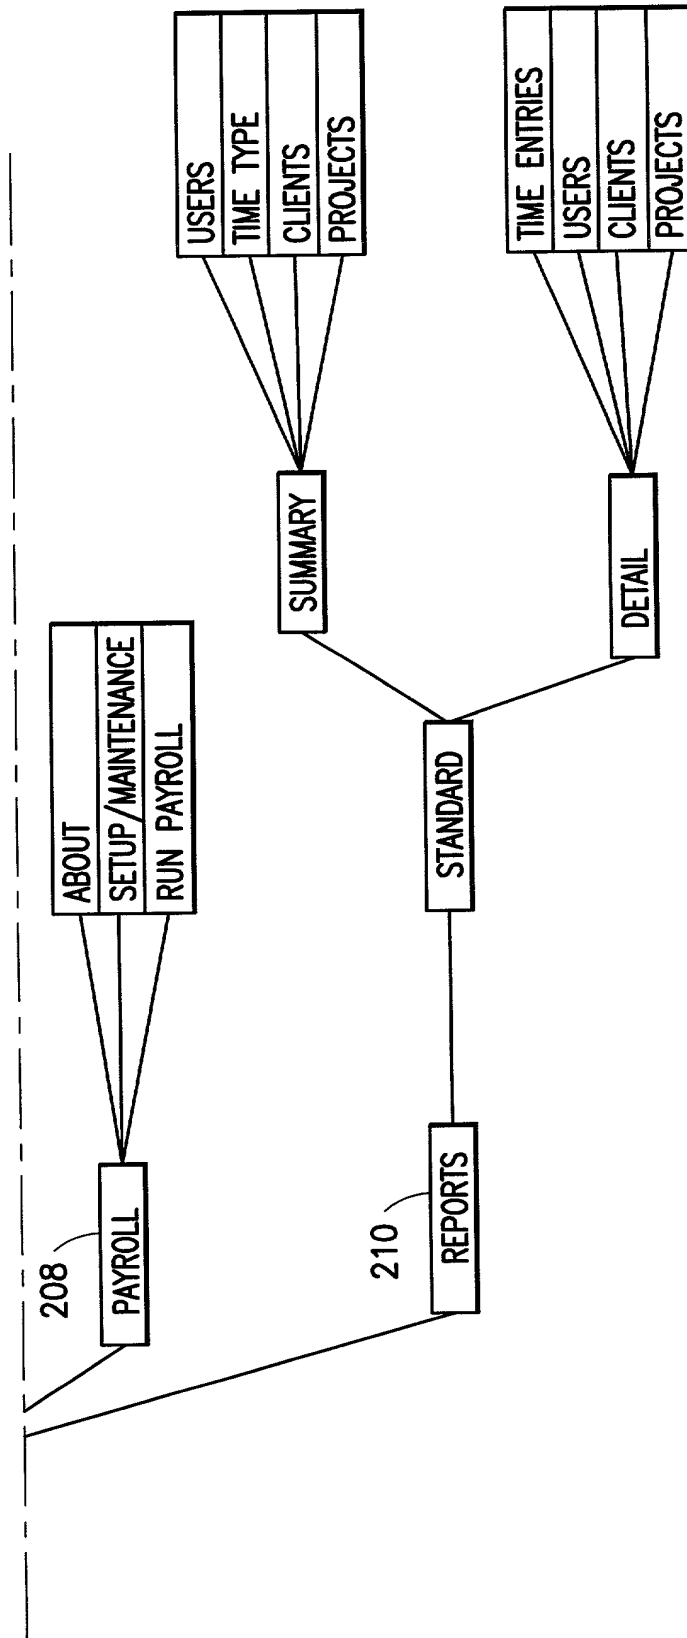 208
PAYROLL
ABOUT
SETUP/MAINTENANCE
RUN PAYROLL
210
REPORTS
STANDARD
SUMMARY
USERS
TIME TYPE
CLIENTS
PROJECTS
DETAIL
TIME ENTRIES
USERS
CLIENTS
PROJECTS